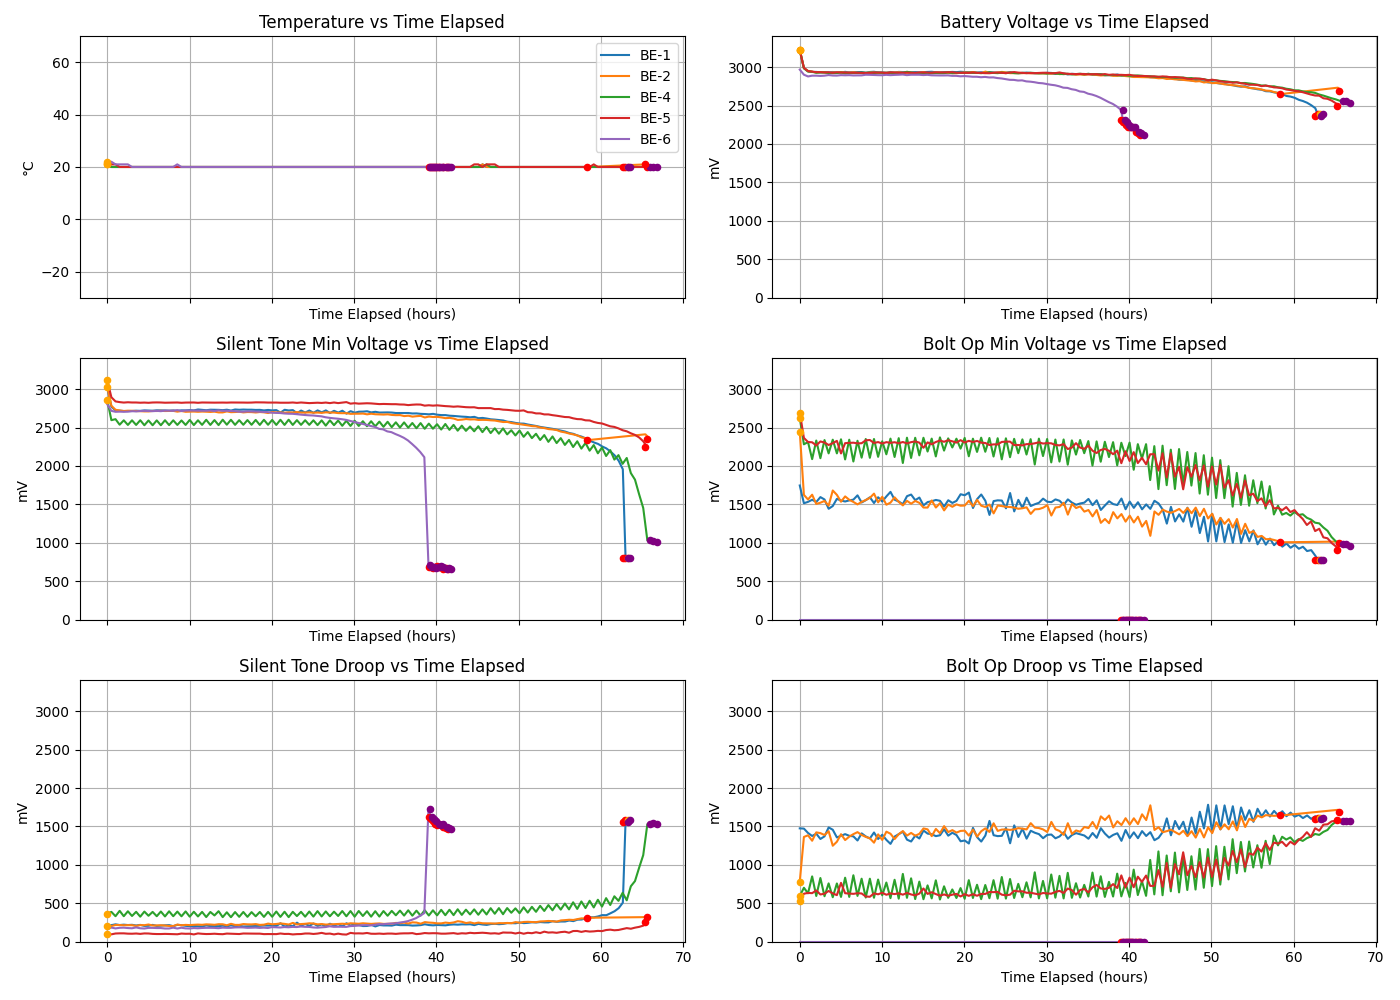 Temperature vs Time Elapsed
60
40
20
0
−20
°C
Time Elapsed (hours)
BE-1
BE-2
BE-4
BE-5
BE-6
Battery Voltage vs Time Elapsed
3000
2500
2000
1500
1000
500
0
mV
Time Elapsed (hours)
Silent Tone Min Voltage vs Time Elapsed
3000
2500
2000
1500
1000
500
0
mV
Time Elapsed (hours)
Bolt Op Min Voltage vs Time Elapsed
3000
2500
2000
1500
1000
500
0
mV
Time Elapsed (hours)
Silent Tone Droop vs Time Elapsed
3000
2500
2000
1500
1000
500
0
mV
0 10 20 30 40 50 60 70
Time Elapsed (hours)
Bolt Op Droop vs Time Elapsed
3000
2500
2000
1500
1000
500
0
mV
0 10 20 30 40 50 60 70
Time Elapsed (hours)